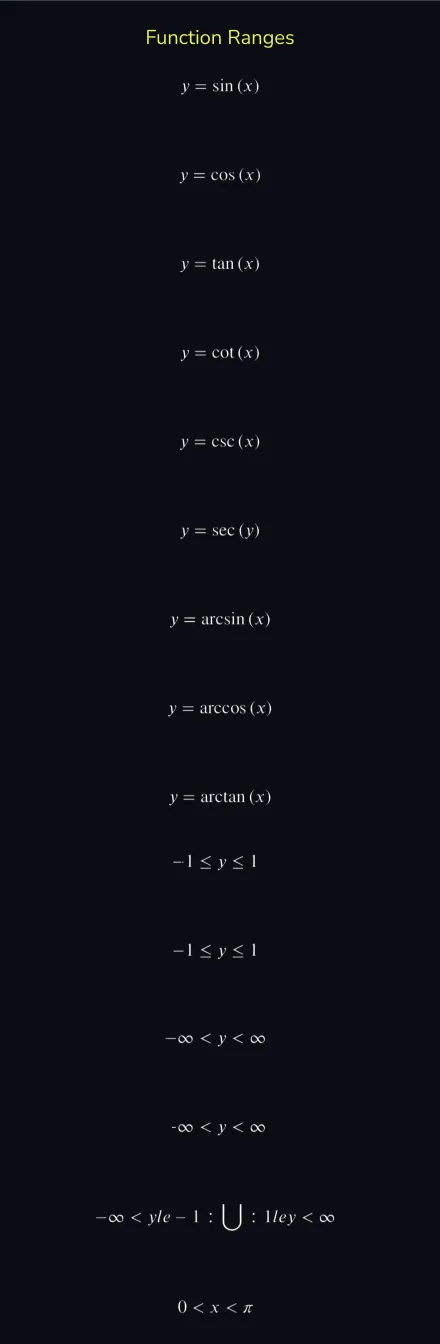 Function Ranges
y = sin (x)
y = cos (x)
y = tan (x)
y = cot (x)
y = csc (x)
y = sec (y)
y = arcsin (x)
y = arccos (x)
y = arctan (x)
−1 ≤ y ≤ 1
−1 ≤ y ≤ 1
−∞ < y < ∞
-∞ < y < ∞
−∞ < yle − 1 : ⋃ : 1ley < ∞
0 < x < π